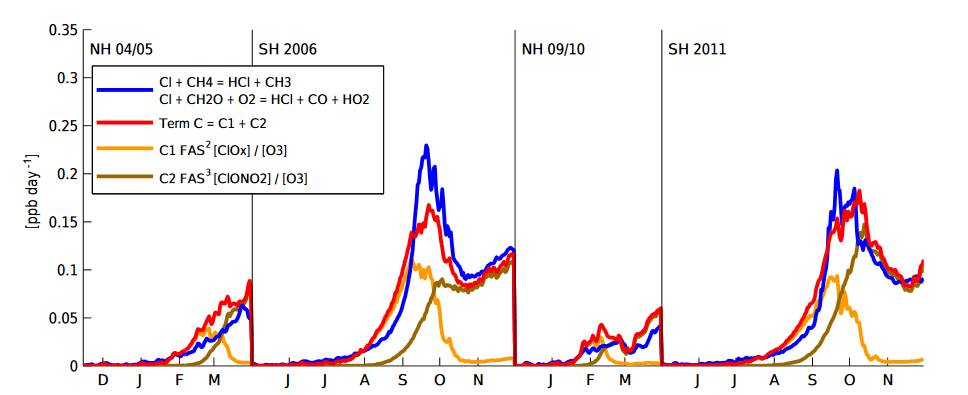 0.35
NH 04/05 SH 2006 NH 09/10 SH 2011
0.3
Cl + CH4 = HCl + CH3
Cl + CH2O + O2 = HCl + CO + HO2
0.25
Term C = C1 + C2
C1 FAS² [ClOx] / [O3]
0.2
C2 FAS³ [ClONO2] / [O3]
[ppb day⁻¹]
0.15
0.1
0.05
0
D J F M J J A S O N J F M J J A S O N